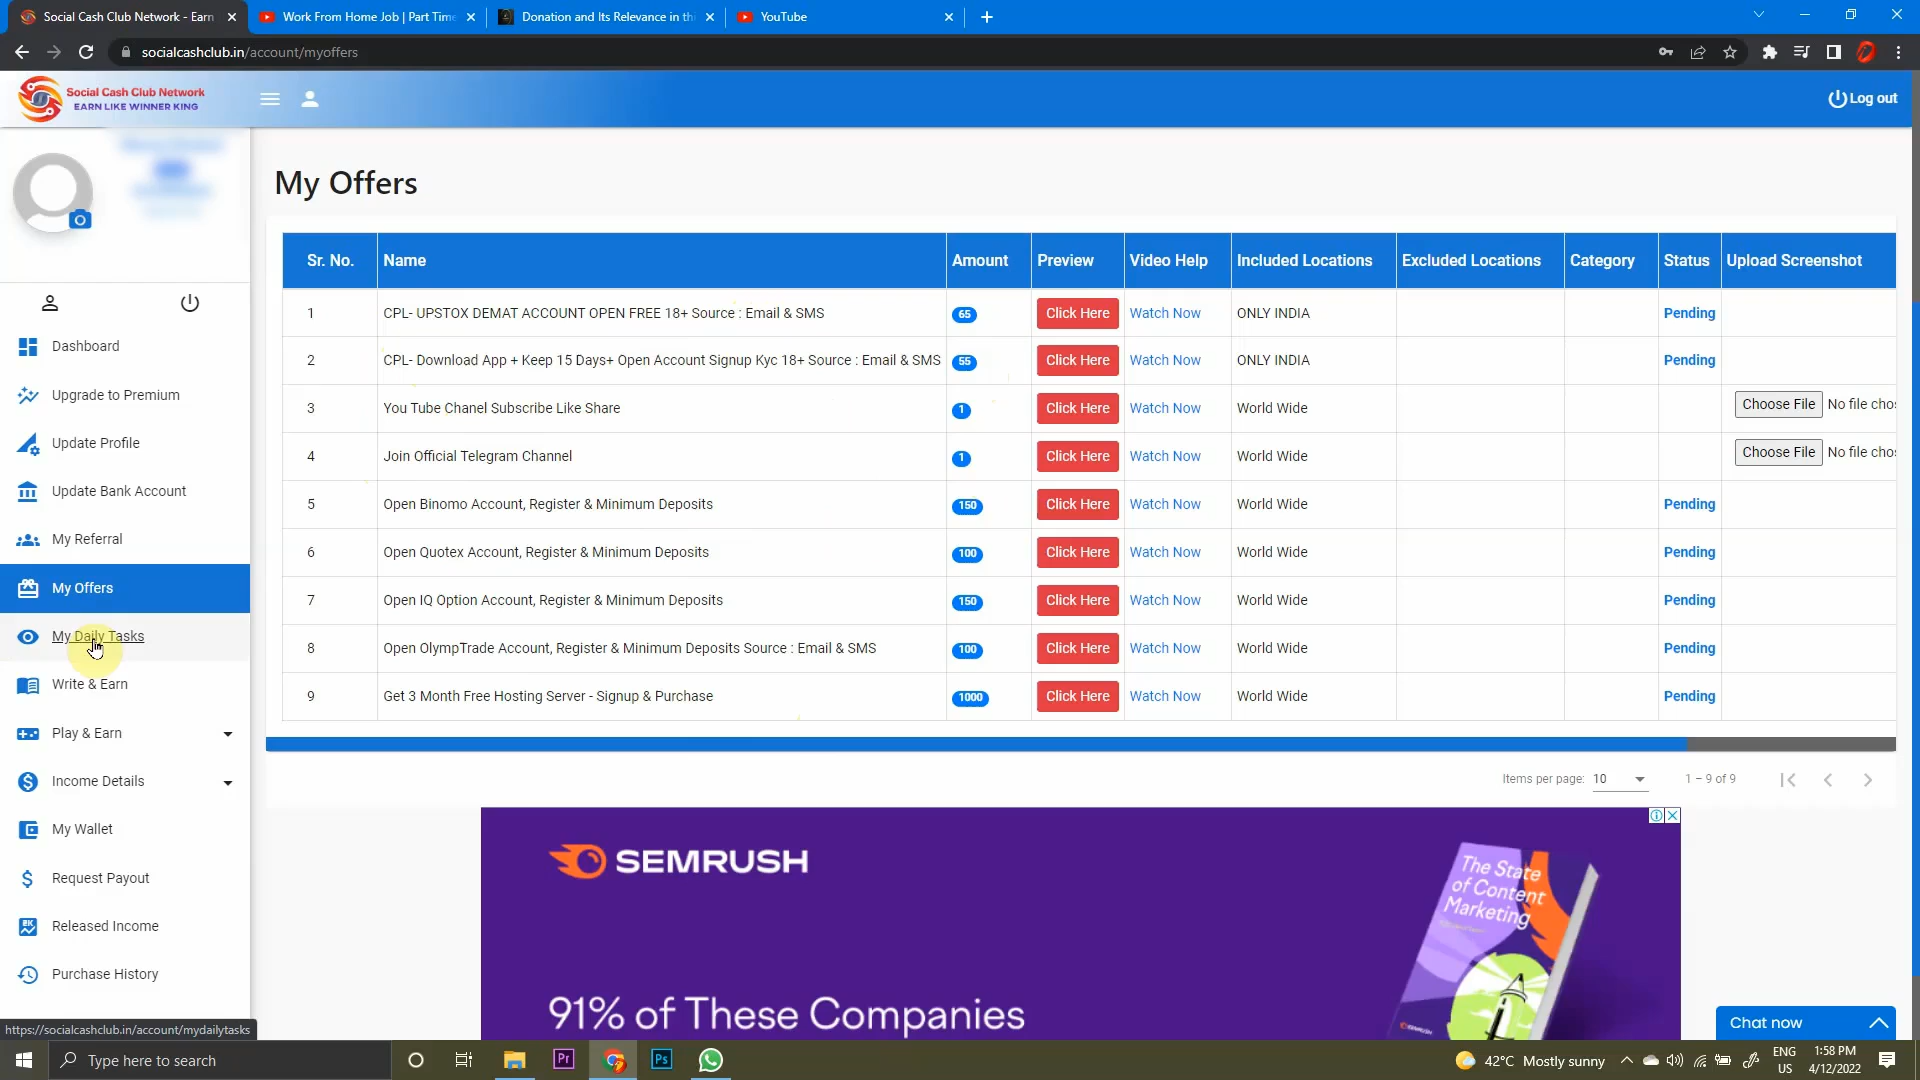 Social Cash Club Network - Earn
Work From Home Job | Part Time
Donation and Its Relevance in thi
YouTube
socialcashclub.in/account/myoffers
Social Cash Club Network
EARN LIKE WINNER KING
Log out
Dashboard
Upgrade to Premium
Update Profile
Update Bank Account
My Referral
My Offers
My Daily Tasks
Write & Earn
Play & Earn
Income Details
My Wallet
Request Payout
Released Income
Purchase History
https://socialcashclub.in/account/mydailytasks
My Offers
Sr. No. Name Amount Preview Video Help Included Locations Excluded Locations Category Status Upload Screenshot
1 CPL- UPSTOX DEMAT ACCOUNT OPEN FREE 18+ Source : Email & SMS 65 Click Here Watch Now ONLY INDIA Pending
2 CPL- Download App + Keep 15 Days+ Open Account Signup Kyc 18+ Source : Email & SMS 55 Click Here Watch Now ONLY INDIA Pending
3 You Tube Chanel Subscribe Like Share 1 Click Here Watch Now World Wide Choose File No file chos
4 Join Official Telegram Channel 1 Click Here Watch Now World Wide Choose File No file chos
5 Open Binomo Account, Register & Minimum Deposits 150 Click Here Watch Now World Wide Pending
6 Open Quotex Account, Register & Minimum Deposits 100 Click Here Watch Now World Wide Pending
7 Open IQ Option Account, Register & Minimum Deposits 150 Click Here Watch Now World Wide Pending
8 Open OlympTrade Account, Register & Minimum Deposits Source : Email & SMS 100 Click Here Watch Now World Wide Pending
9 Get 3 Month Free Hosting Server - Signup & Purchase 1000 Click Here Watch Now World Wide Pending
Items per page: 10 1 – 9 of 9
SEMRUSH
The State
of Content
Marketing
91% of These Companies
Chat now
Type here to search
Pr
Ps
42°C Mostly sunny
ENG
US
1:58 PM
4/12/2022